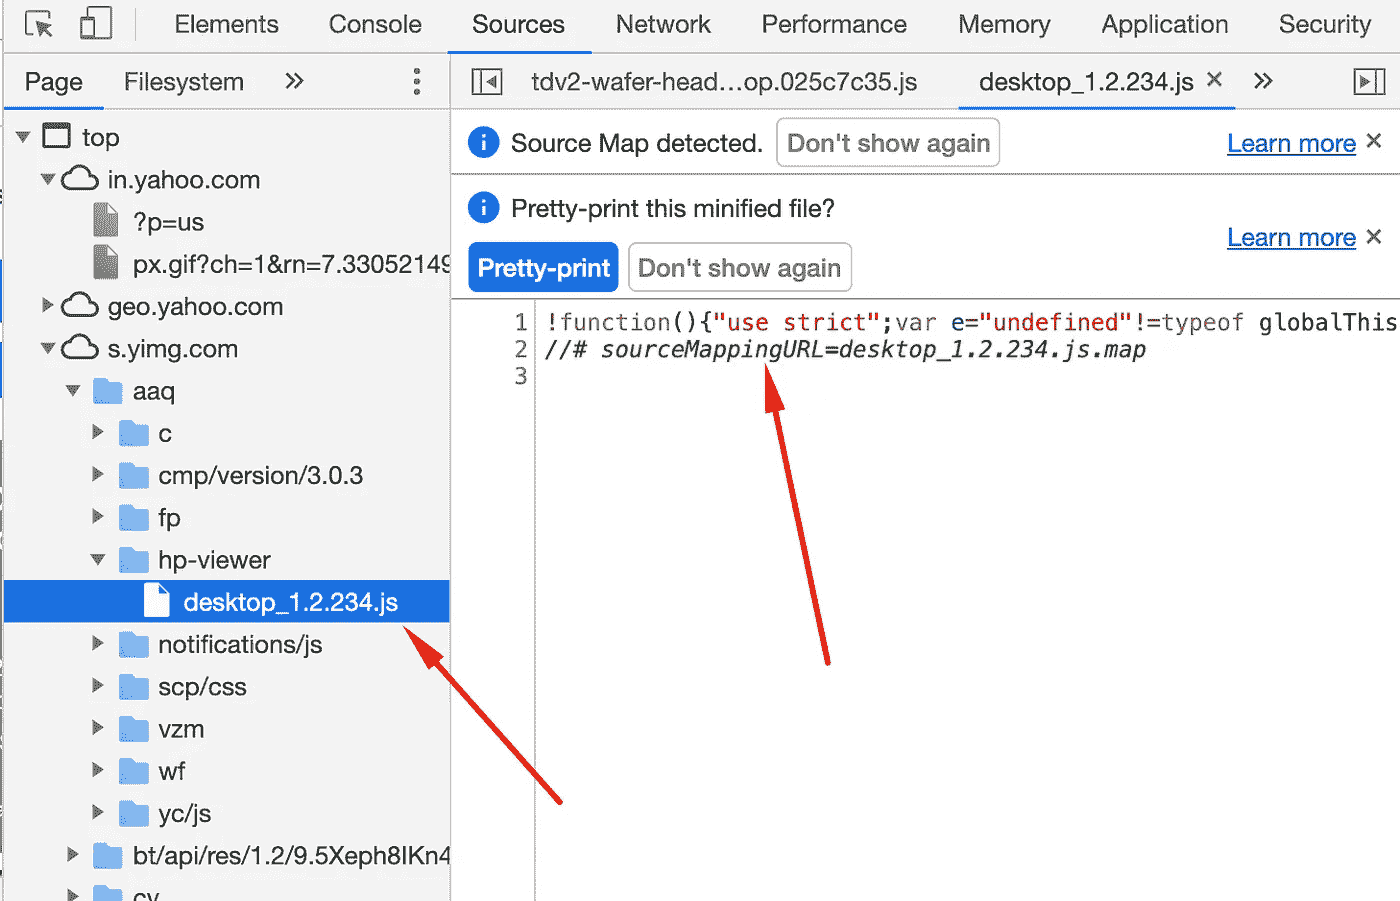 Elements Console Sources Network Performance Memory Application Security
Page Filesystem »
tdv2-wafer-head…op.025c7c35.js desktop_1.2.234.js × »
top
in.yahoo.com
?p=us
px.gif?ch=1&rn=7.33052149
geo.yahoo.com
s.yimg.com
aaq
c
cmp/version/3.0.3
fp
hp-viewer
desktop_1.2.234.js
notifications/js
scp/css
vzm
wf
yc/js
bt/api/res/1.2/9.5Xeph8IKn4
cv
Source Map detected. Don't show again Learn more ×
Pretty-print this minified file?
Learn more ×
Pretty-print Don't show again
1 !function(){"use strict";var e="undefined"!=typeof globalThis
2 //# sourceMappingURL=desktop_1.2.234.js.map
3